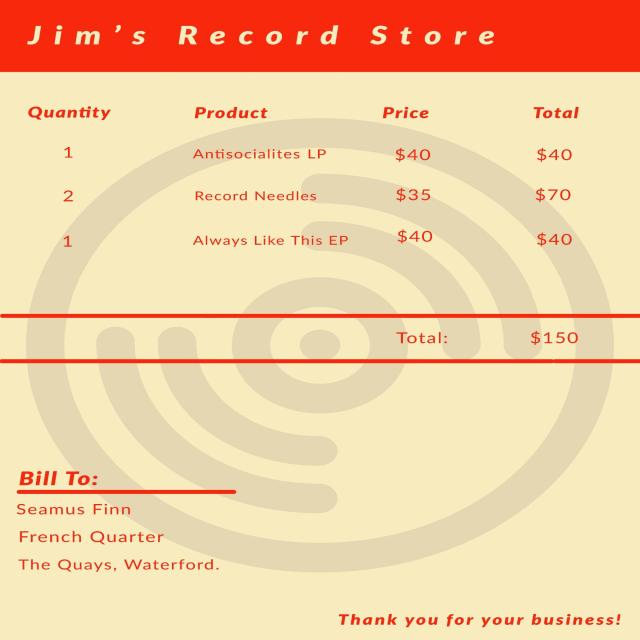 Jim’s Record Store
Quantity Product Price Total
1 Antisocialites LP $40 $40
2 Record Needles $35 $70
1 Always Like This EP $40 $40
Total: $150
Bill To:
Seamus Finn
French Quarter
The Quays, Waterford.
Thank you for your business!